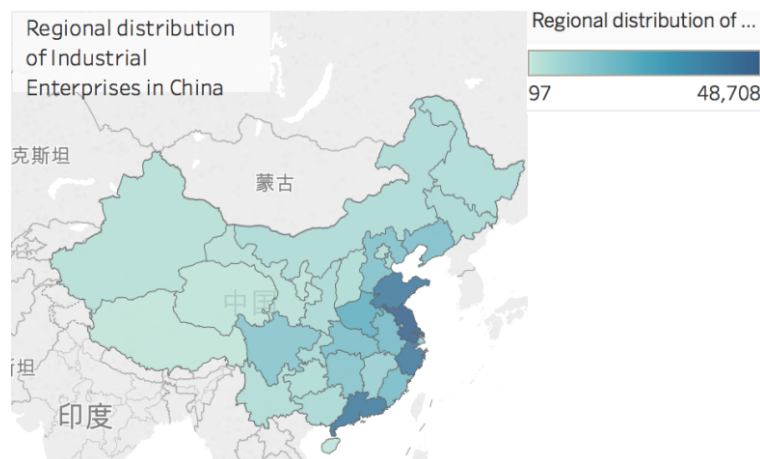 Regional distribution
of Industrial
Enterprises in China
Regional distribution of ...
97
48,708
克斯坦
蒙古
中国
斤坦
印度